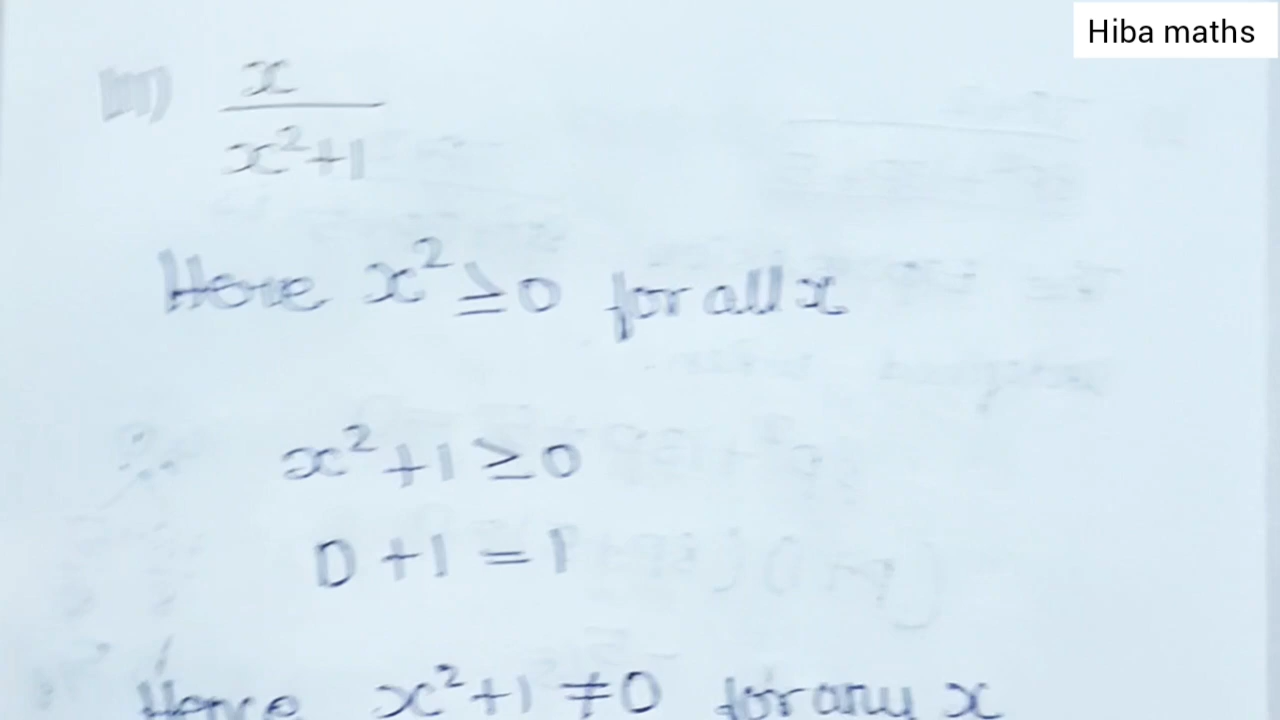 Hiba maths
iii) x
x²+1
Here x² ≥ 0 for all x
∴ x²+1 ≥ 0
0 + 1 = 1
Hence x²+1 ≠ 0 for any x